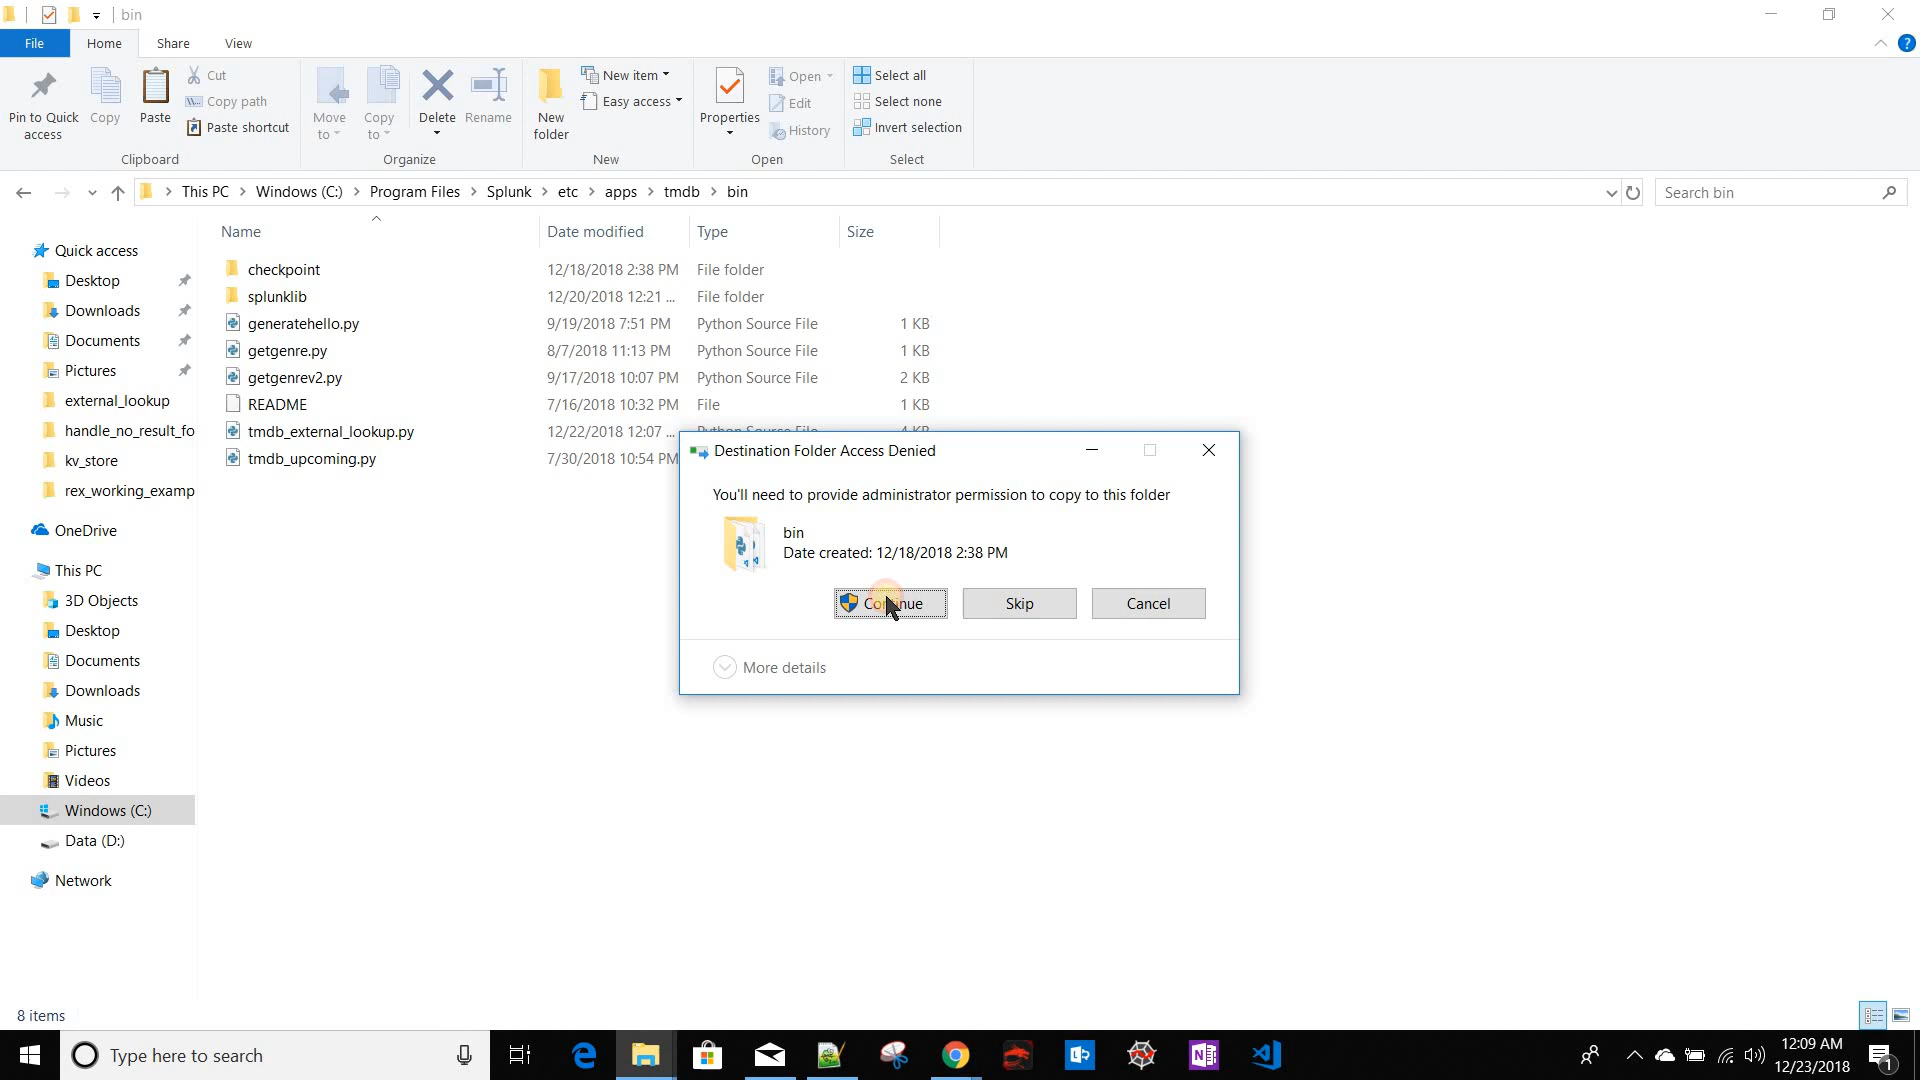 bin
File Home Share View
Pin to Quick access
Copy
Paste
Cut
Copy path
Paste shortcut
Clipboard
Move to
Copy to
Delete
Rename
Organize
New folder
New item
Easy access
New
Properties
Open
Edit
History
Open
Select all
Select none
Invert selection
Select
This PC > Windows (C:) > Program Files > Splunk > etc > apps > tmdb > bin
Search bin
Quick access
Desktop
Downloads
Documents
Pictures
external_lookup
handle_no_result_fo
kv_store
rex_working_examp
OneDrive
This PC
3D Objects
Desktop
Documents
Downloads
Music
Pictures
Videos
Windows (C:)
Data (D:)
Network
Name Date modified Type Size
checkpoint 12/18/2018 2:38 PM File folder
splunklib 12/20/2018 12:21 ... File folder
generatehello.py 9/19/2018 7:51 PM Python Source File 1 KB
getgenre.py 8/7/2018 11:13 PM Python Source File 1 KB
getgenrev2.py 9/17/2018 10:07 PM Python Source File 2 KB
README 7/16/2018 10:32 PM File 1 KB
tmdb_external_lookup.py 12/22/2018 12:07 ... Python Source File 4 KB
tmdb_upcoming.py 7/30/2018 10:54 PM
Destination Folder Access Denied
You'll need to provide administrator permission to copy to this folder
bin
Date created: 12/18/2018 2:38 PM
Continue Skip Cancel
More details
8 items
Type here to search
12:09 AM
12/23/2018
1